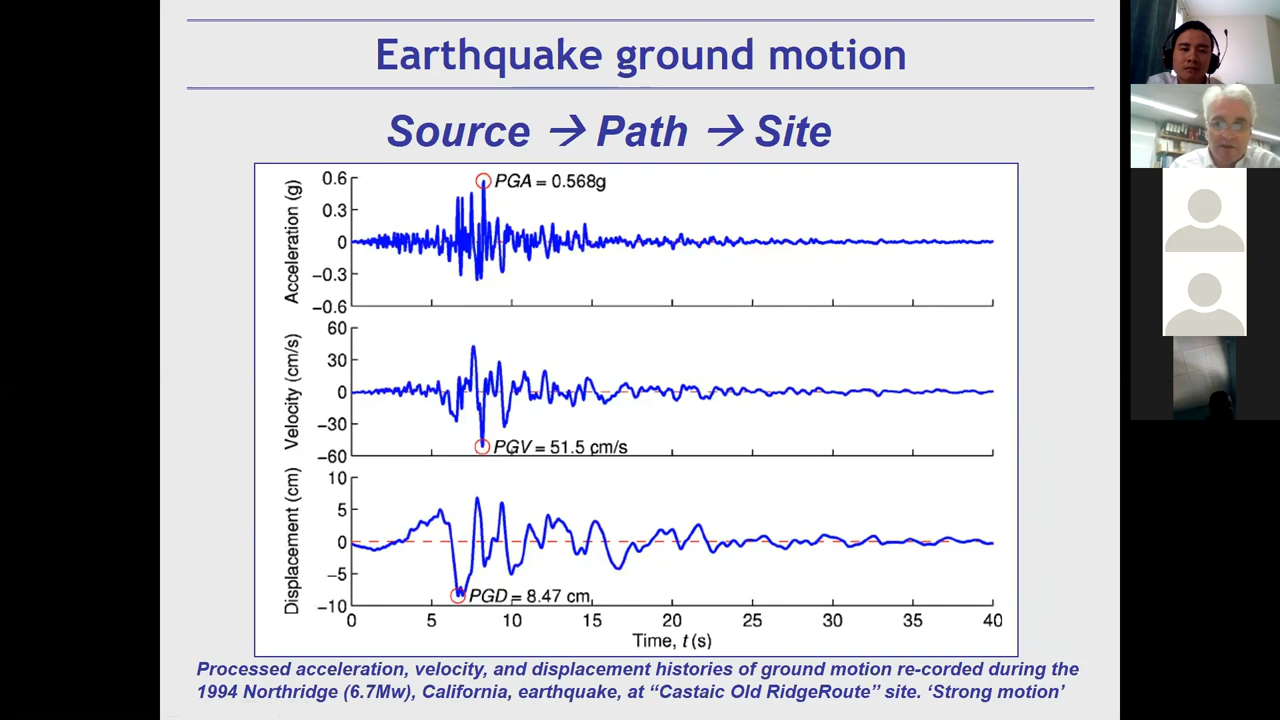 Earthquake ground motion
Source → Path → Site
Acceleration (g)
0.6
0.3
0
−0.3
−0.6
PGA = 0.568g
Velocity (cm/s)
60
30
0
−30
−60
PGV = 51.5 cm/s
Displacement (cm)
10
5
0
−5
−10
PGD = 8.47 cm
0 5 10 15 20 25 30 35 40
Time, t (s)
Processed acceleration, velocity, and displacement histories of ground motion re-corded during the
1994 Northridge (6.7Mw), California, earthquake, at “Castaic Old RidgeRoute” site. ‘Strong motion’